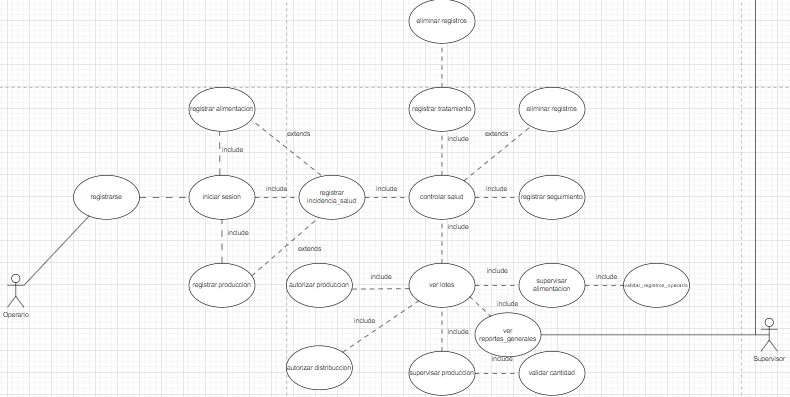 eliminar registros
registrar alimentacion
registrar tratamiento
eliminar registros
extends
include
include
extends
registrarse
iniciar sesion
include
registrar
incidencia_salud
include
controlar salud
include
registrar seguimiento
include
include
extends
registrar produccion
autorizar produccion
include
ver lotes
include
supervisar
alimentacion
include
validar_registros_operario
Operario
include
include
include
ver
reportes_generales
Supervisor
autorizar distribuccion
supervisar produccion
include
validar cantidad